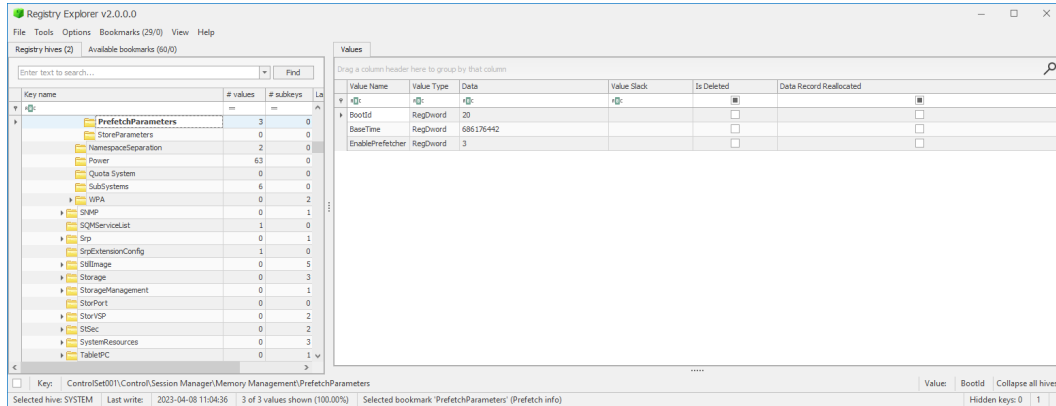 Registry Explorer v2.0.0.0
File Tools Options Bookmarks (29/0) View Help
Registry hives (2) Available bookmarks (60/0)
Enter text to search... Find
Key name # values # subkeys La
= =
PrefetchParameters 3 0
StoreParameters 0 0
NamespaceSeparation 2 0
Power 63 0
Quota System 0 0
SubSystems 6 0
WPA 0 2
SNMP 0 1
SQMServiceList 1 0
Srp 0 1
SrpExtensionConfig 1 0
StillImage 0 5
Storage 0 3
StorageManagement 0 1
StorPort 0 0
StorVSP 0 2
StSec 0 2
SystemResources 0 3
TabletPC 0 1
Values
Drag a column header here to group by that column
Value Name Value Type Data Value Slack Is Deleted Data Record Reallocated
BootId RegDword 20
BaseTime RegDword 686176442
EnablePrefetcher RegDword 3
Key: ControlSet001\Control\Session Manager\Memory Management\PrefetchParameters Value: BootId Collapse all hives
Selected hive: SYSTEM Last write: 2023-04-08 11:04:36 3 of 3 values shown (100.00%) Selected bookmark 'PrefetchParameters' (Prefetch info) Hidden keys: 0 1